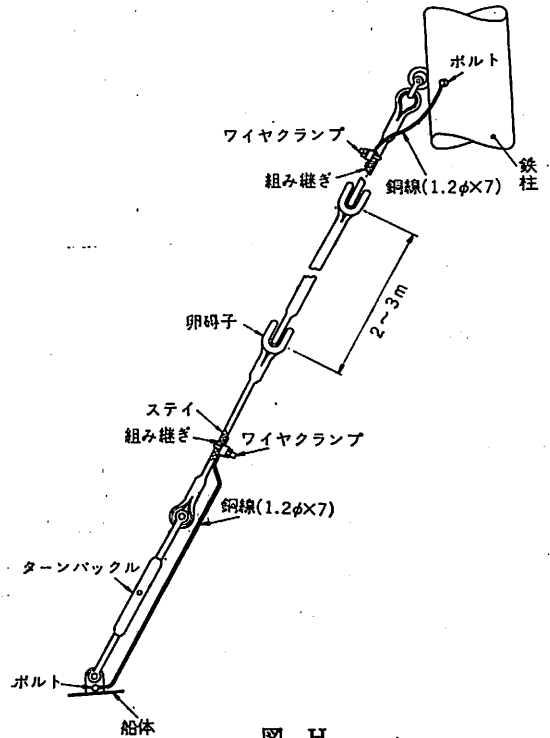 ボルト
ワイヤクランプ
組み継ぎ
銅線(1.2φ×7)
鉄柱
2~3m
卵碍子
ステイ
組み継ぎ
ワイヤクランプ
銅線(1.2φ×7)
ターンバックル
ボルト
船体
図 H